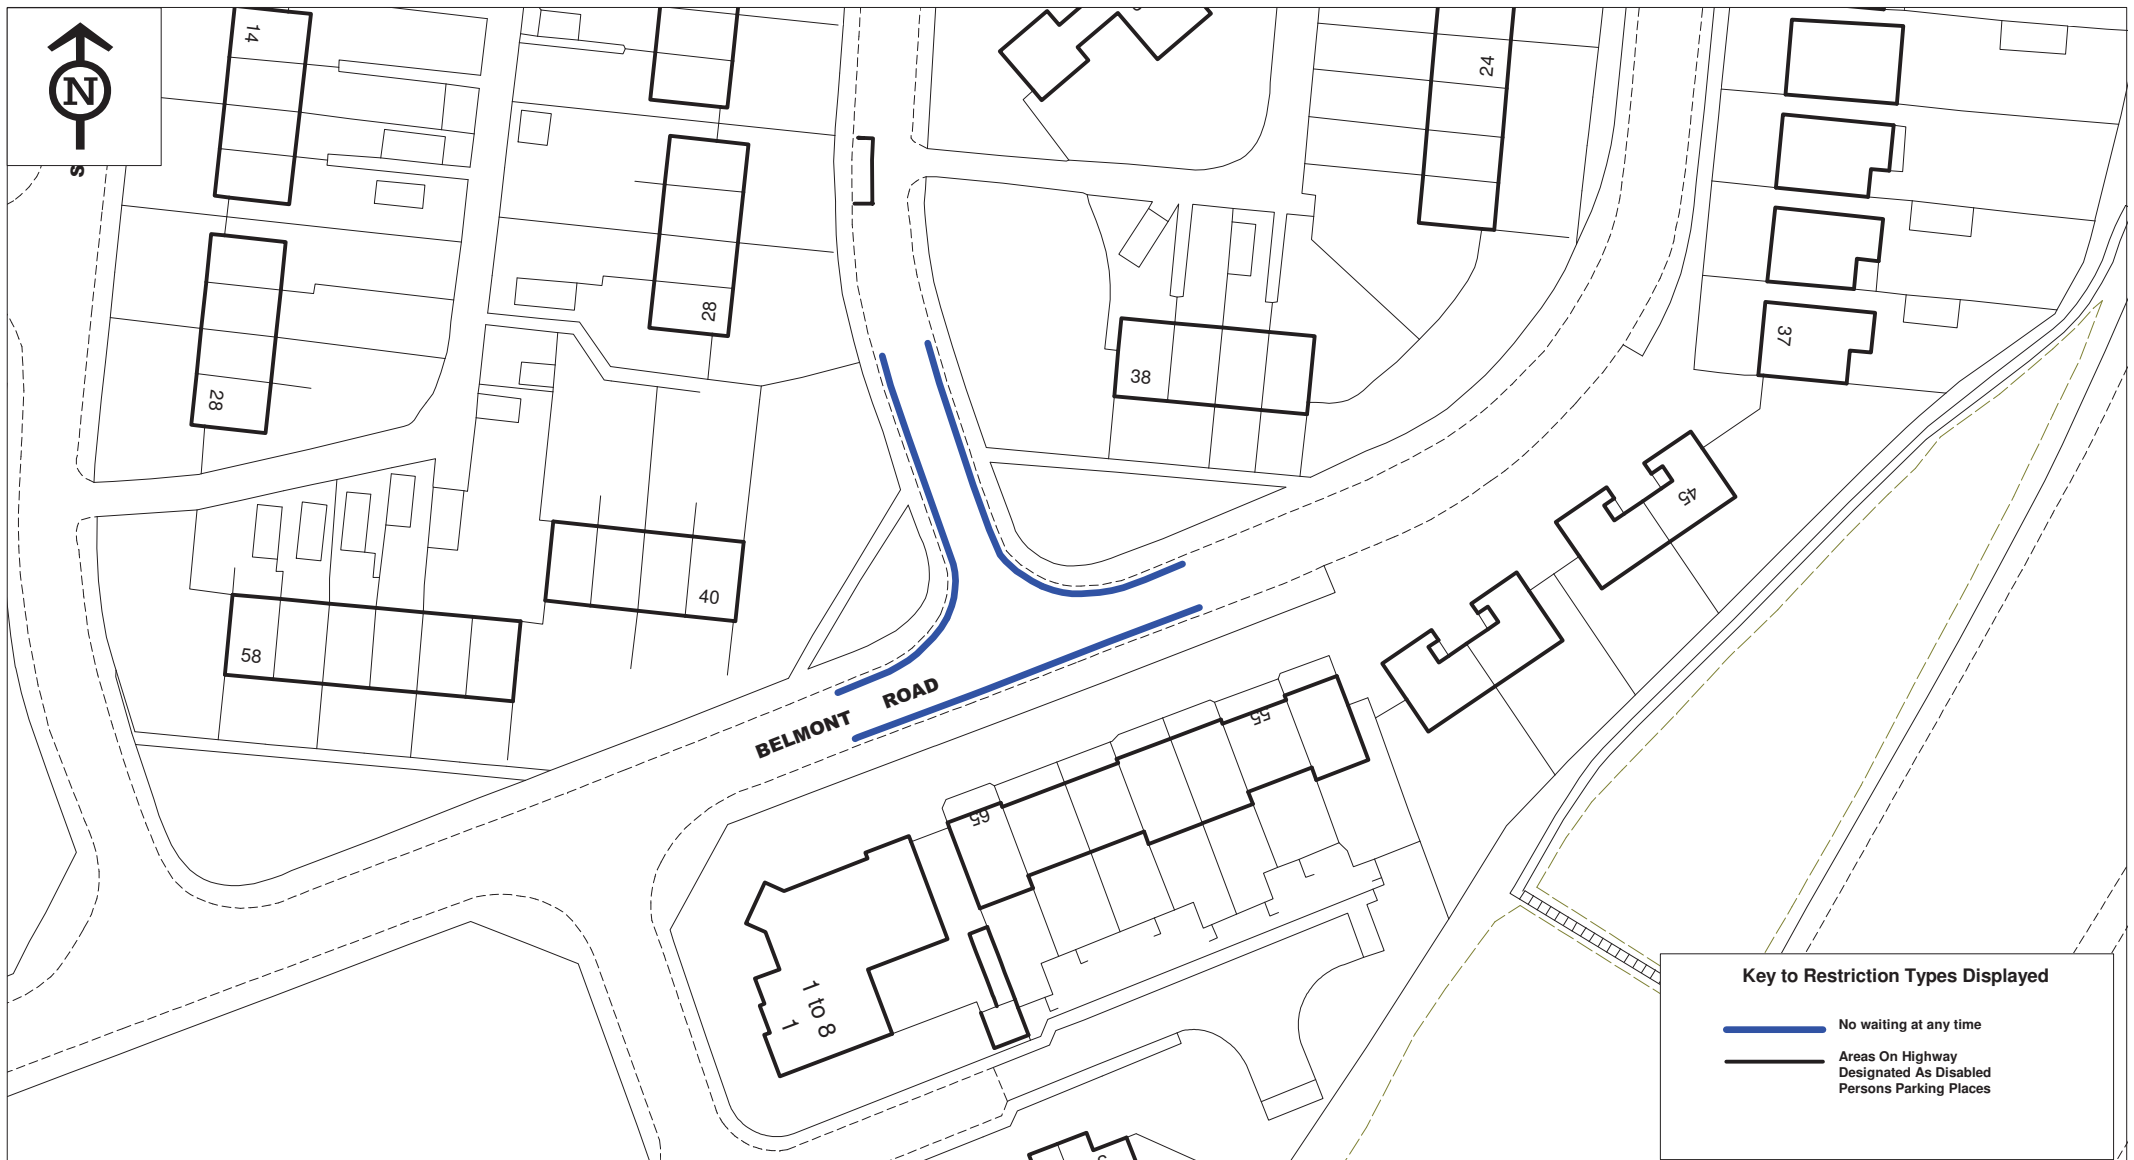 14
N
s
24
28
37
28
38
45
40
58
BELMONT ROAD
55
65
1 to 8
1
Key to Restriction Types Displayed
No waiting at any time
Areas On Highway
Designated As Disabled
Persons Parking Places